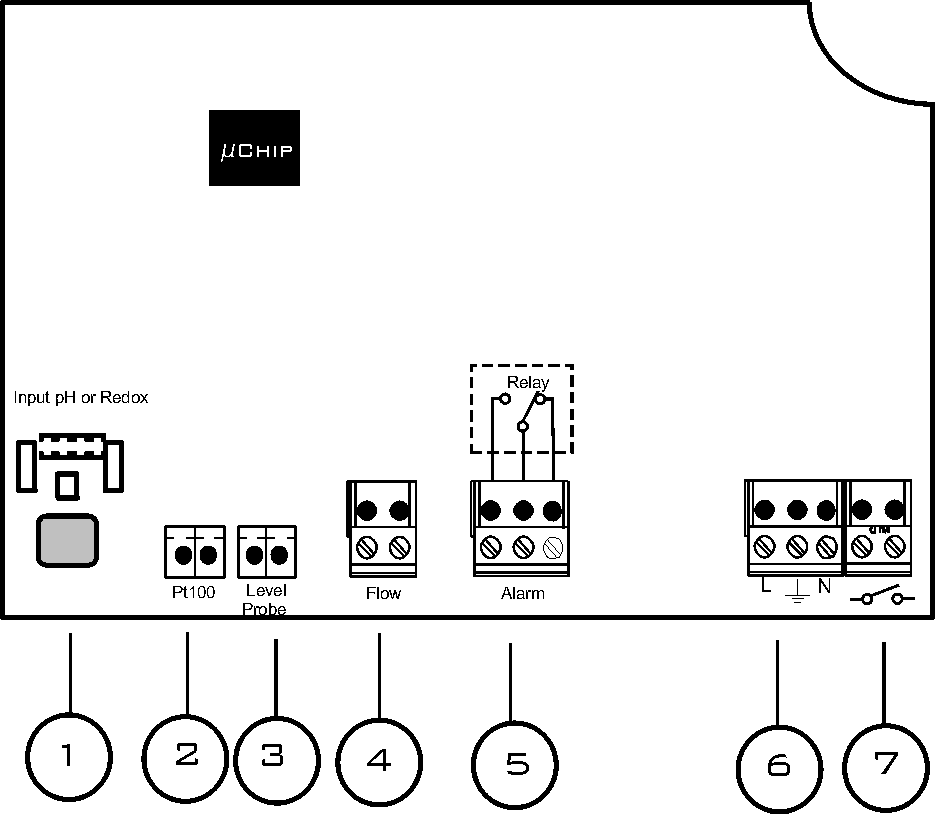 µCHIP
Relay
Input pH or Redox
Pt100
Level
Probe
Flow
Alarm
L
N
1
2
3
4
5
6
7